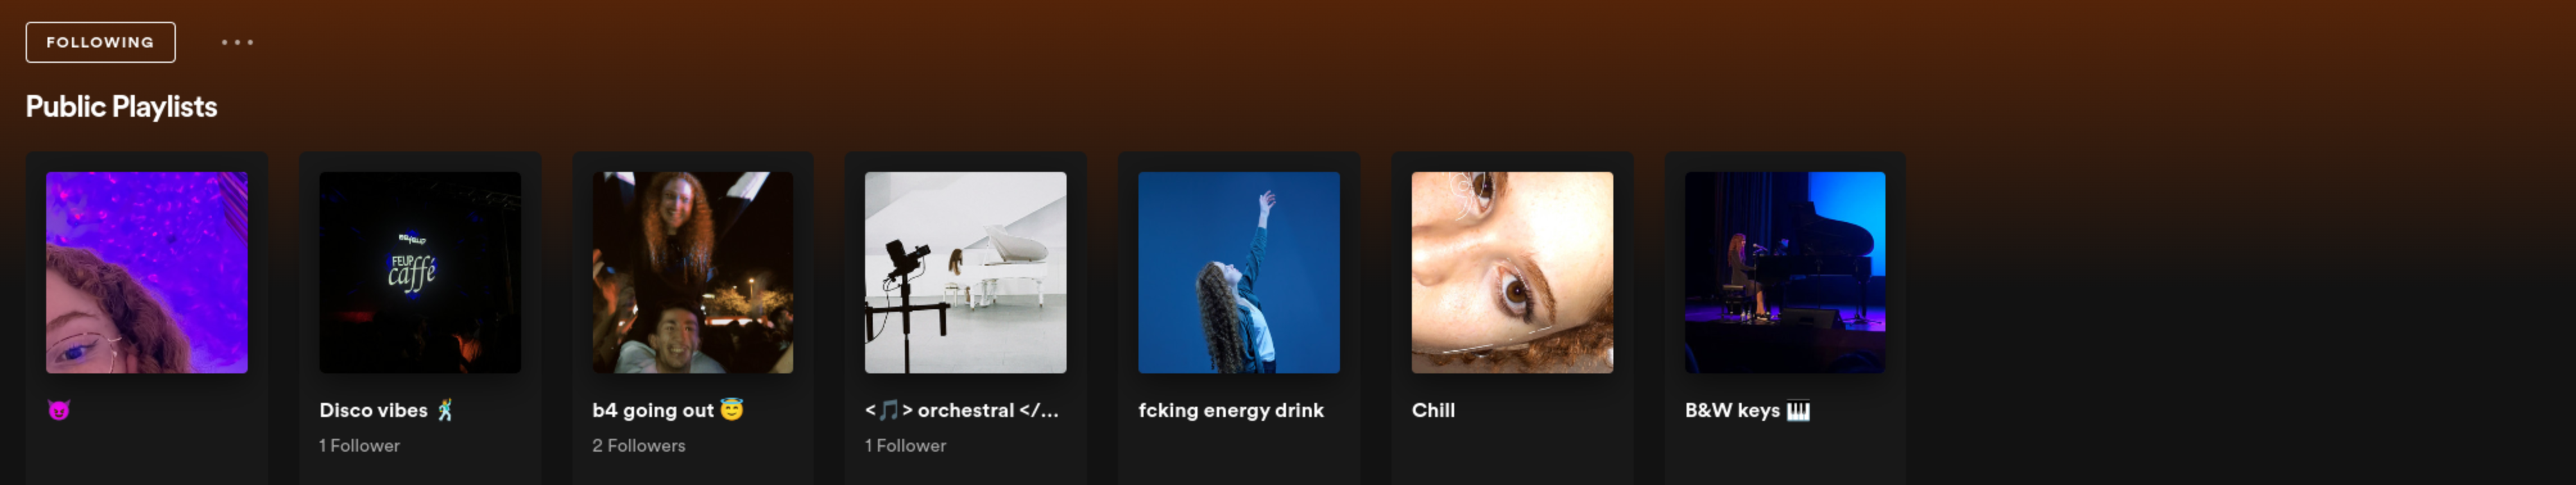 FOLLOWING
Public Playlists
FEUP
caffé
😈
Disco vibes 🕺
1 Follower
b4 going out 😇
2 Followers
<🎵> orchestral </...
1 Follower
fcking energy drink
Chill
B&W keys 🎹